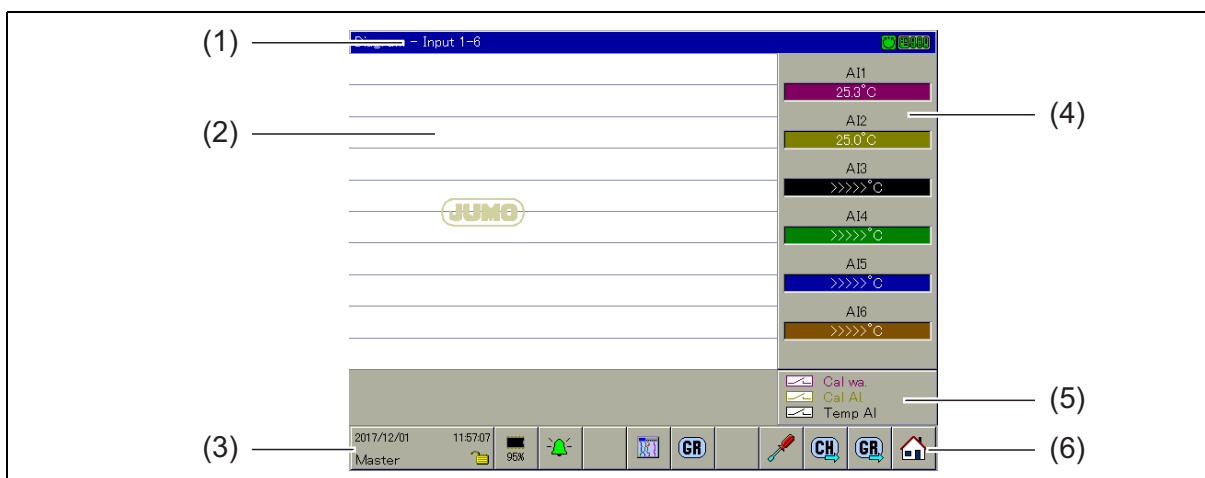 (1)
- Input 1-6
AI1
25.3°C
(4)
(2)
AI2
25.0°C
AI3
>>>>>°C
JUMO
AI4
>>>>>°C
AI5
>>>>>°C
AI6
>>>>>°C
Cal wa.
Cal Al.
Temp Al
(5)
(3)
2017/12/01 11:57:07
Master
95%
GR
CH
GR
(6)